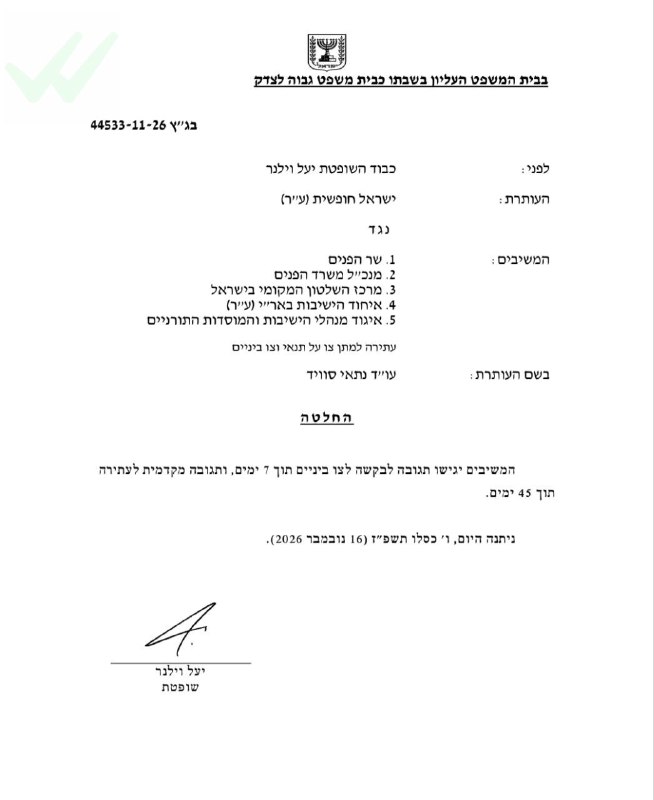 בבית המשפט העליון בשבתו כבית משפט גבוה לצדק
בג"ץ 44533-11-26
לפני: כבוד השופטת יעל וילנר
העותרת: ישראל חופשית (ע"ר)
נגד
המשיבים: 1. שר הפנים
2. מנכ"ל משרד הפנים
3. מרכז השלטון המקומי בישראל
4. איחוד הישיבות באר"י (ע"ר)
5. איגוד מנהלי הישיבות והמוסדות התורניים
עתירה למתן צו על תנאי וצו ביניים
בשם העותרת: עו"ד נתאי סוויד
החלטה
המשיבים יגישו תגובה לבקשה לצו ביניים תוך 7 ימים, ותגובה מקדמית לעתירה
תוך 45 ימים.
ניתנה היום, ו' כסלו תשפ"ז (16 נובמבר 2026).
יעל וילנר
שופטת